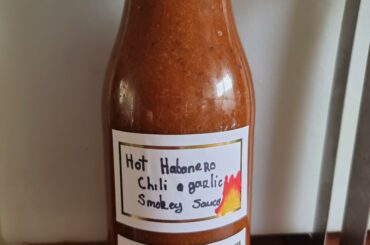 Hot Habanero
Chili & garlic
Smokey Sauce